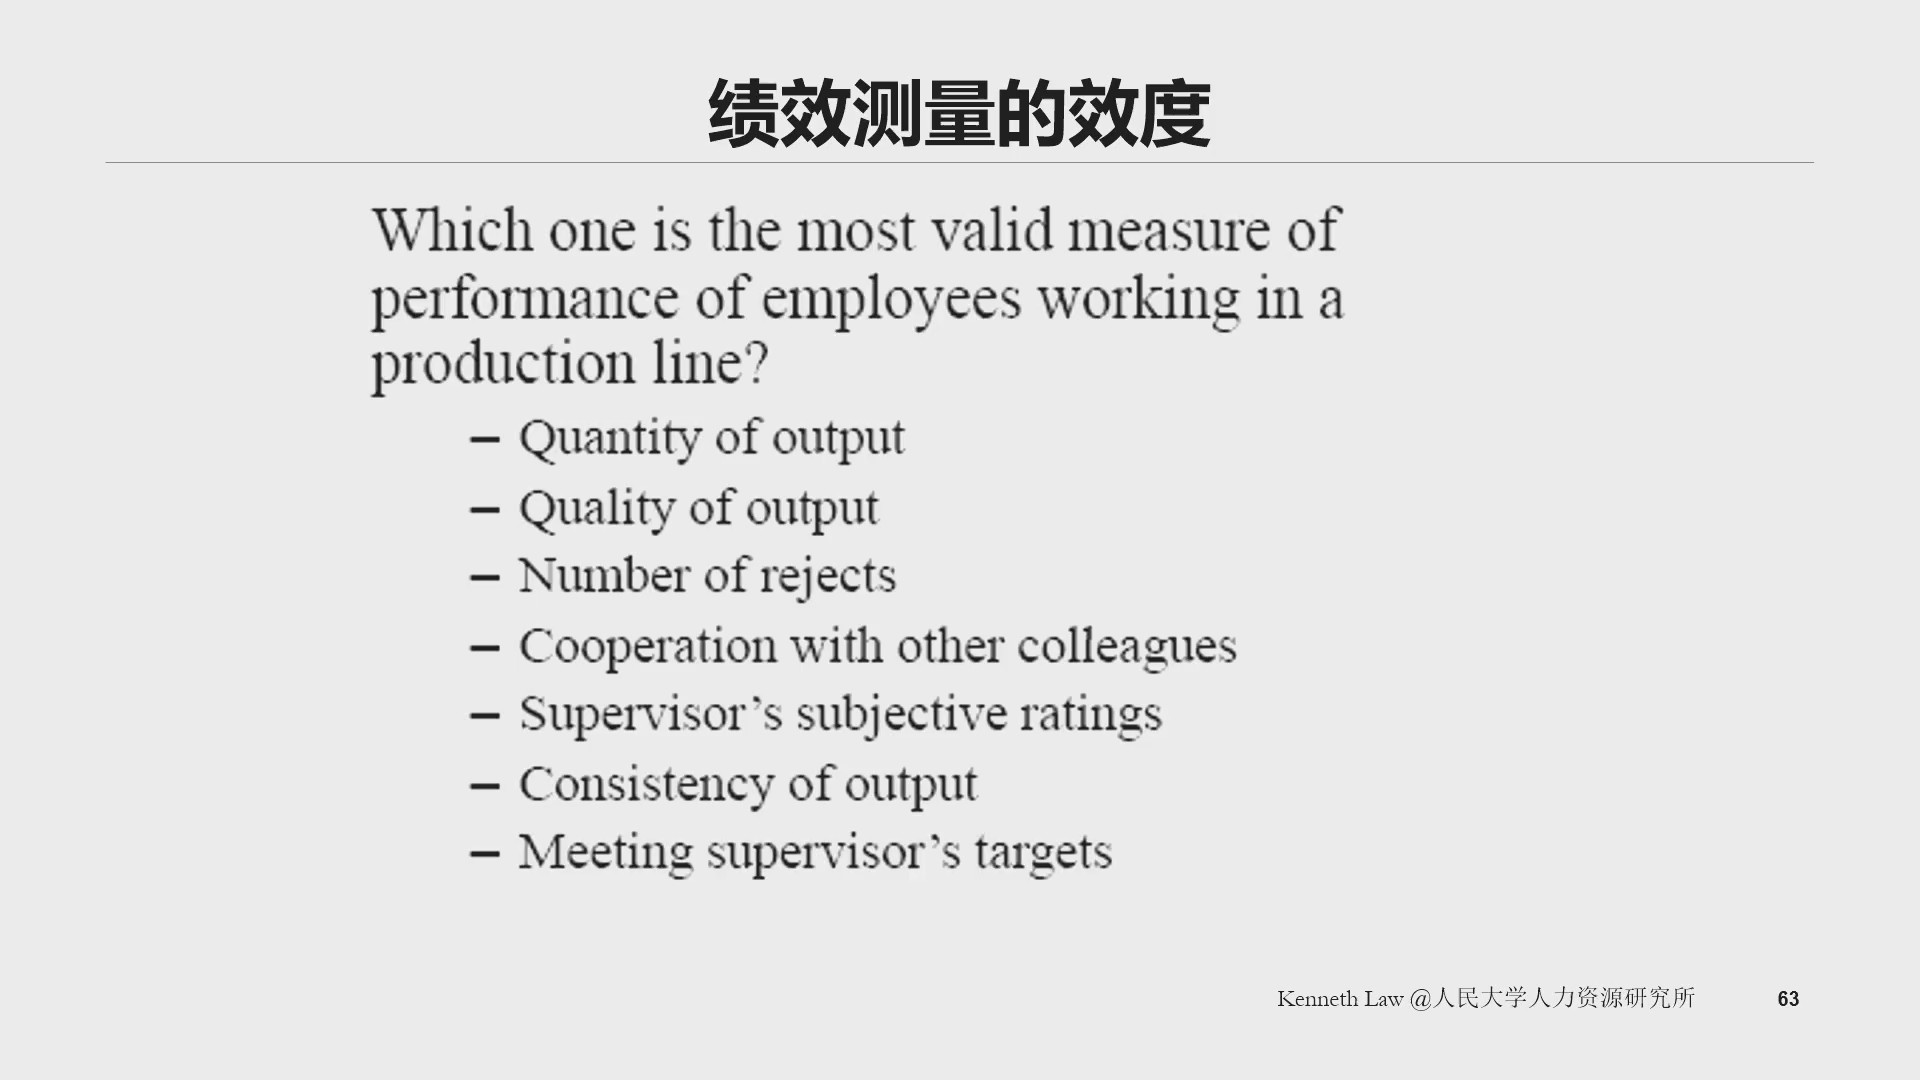 绩效测量的效度
Which one is the most valid measure of
performance of employees working in a
production line?
– Quantity of output
– Quality of output
– Number of rejects
– Cooperation with other colleagues
– Supervisor’s subjective ratings
– Consistency of output
– Meeting supervisor’s targets
Kenneth Law @人民大学人力资源研究所 63